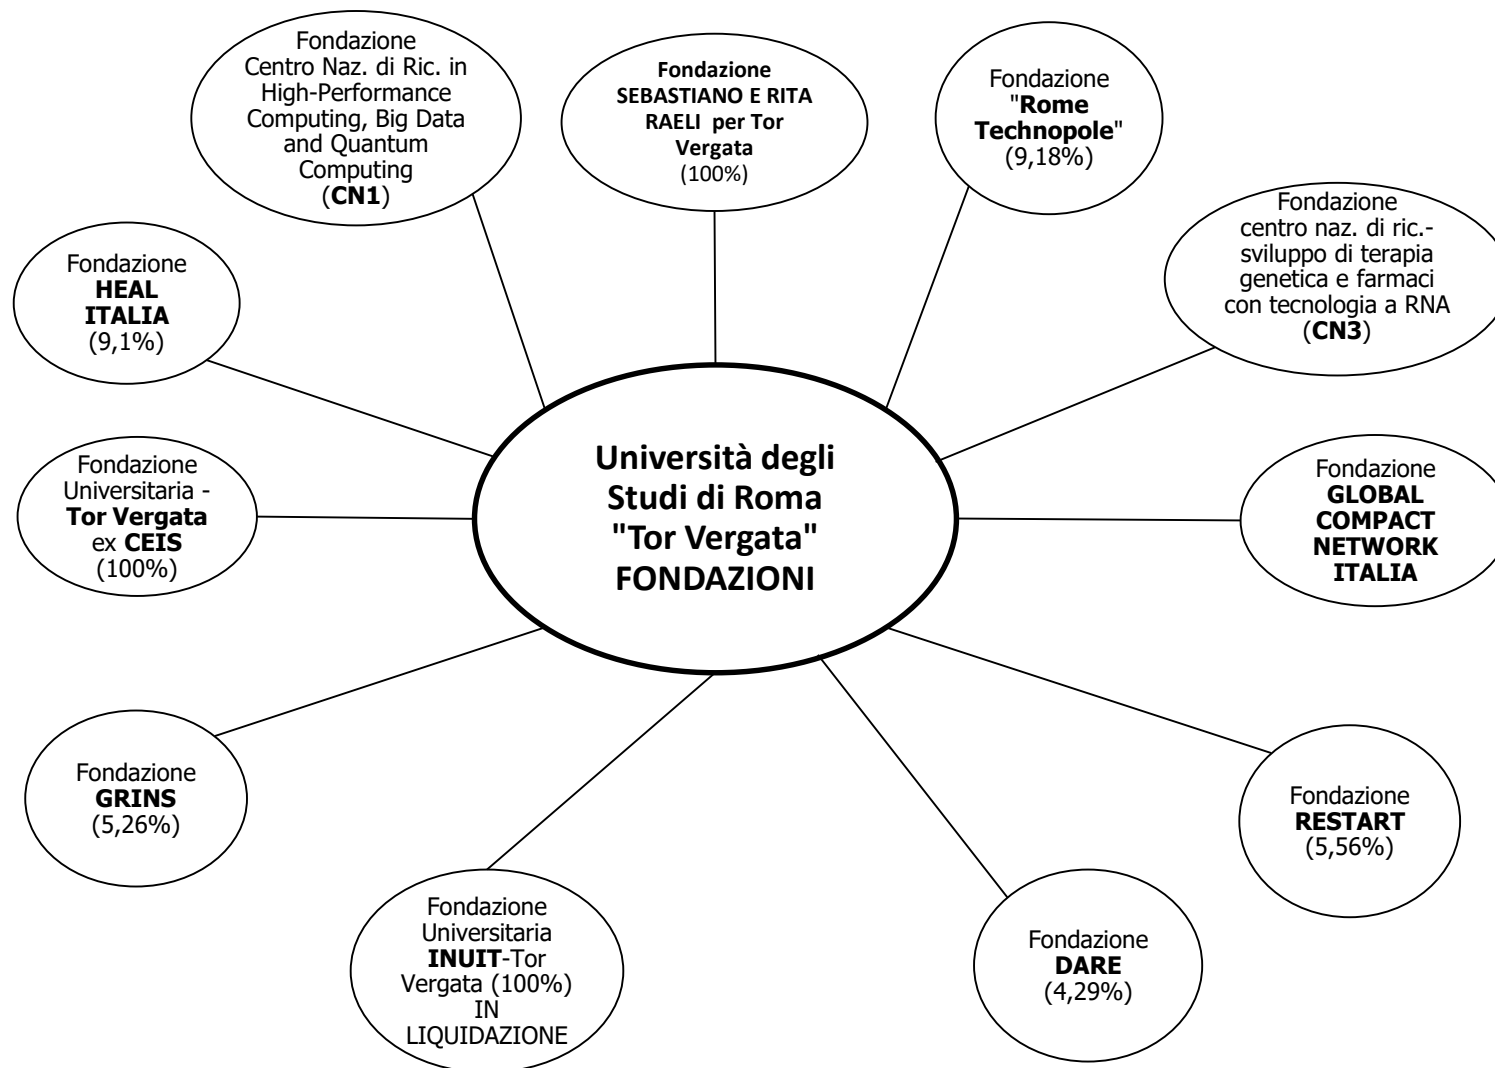 Fondazione
Centro Naz. di Ric. in
High-Performance
Computing, Big Data
and Quantum
Computing
(CN1)
Fondazione
SEBASTIANO E RITA
RAELI per Tor
Vergata
(100%)
Fondazione
"Rome
Technopole"
(9,18%)
Fondazione
centro naz. di ric.-
sviluppo di terapia
genetica e farmaci
con tecnologia a RNA
(CN3)
Fondazione
HEAL
ITALIA
(9,1%)
Fondazione
Universitaria -
Tor Vergata
ex CEIS
(100%)
Università degli
Studi di Roma
"Tor Vergata"
FONDAZIONI
Fondazione
GLOBAL
COMPACT
NETWORK
ITALIA
Fondazione
GRINS
(5,26%)
Fondazione
Universitaria
INUIT-Tor
Vergata (100%)
IN
LIQUIDAZIONE
Fondazione
DARE
(4,29%)
Fondazione
RESTART
(5,56%)